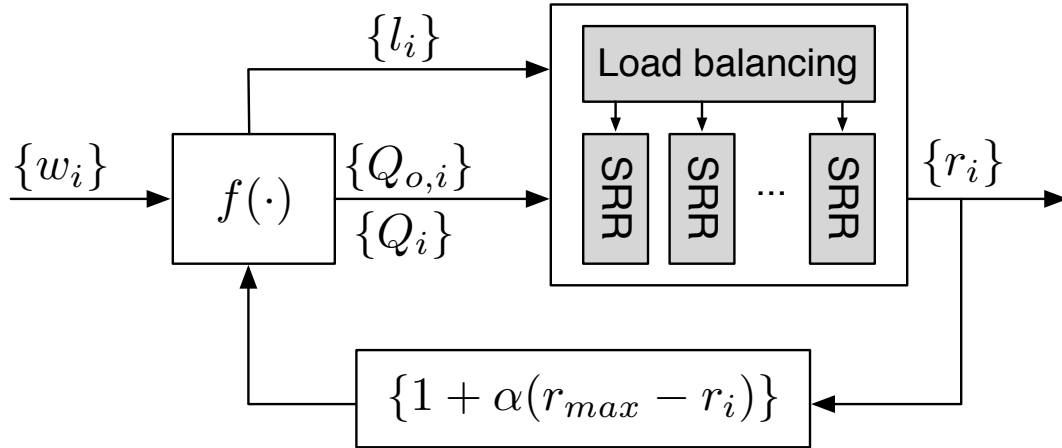 {l_i}
Load balancing
{w_i}
f(·)
{Q_{o,i}}
{Q_i}
SRR
SRR
...
SRR
{r_i}
{1 + α(r_{max} − r_i)}